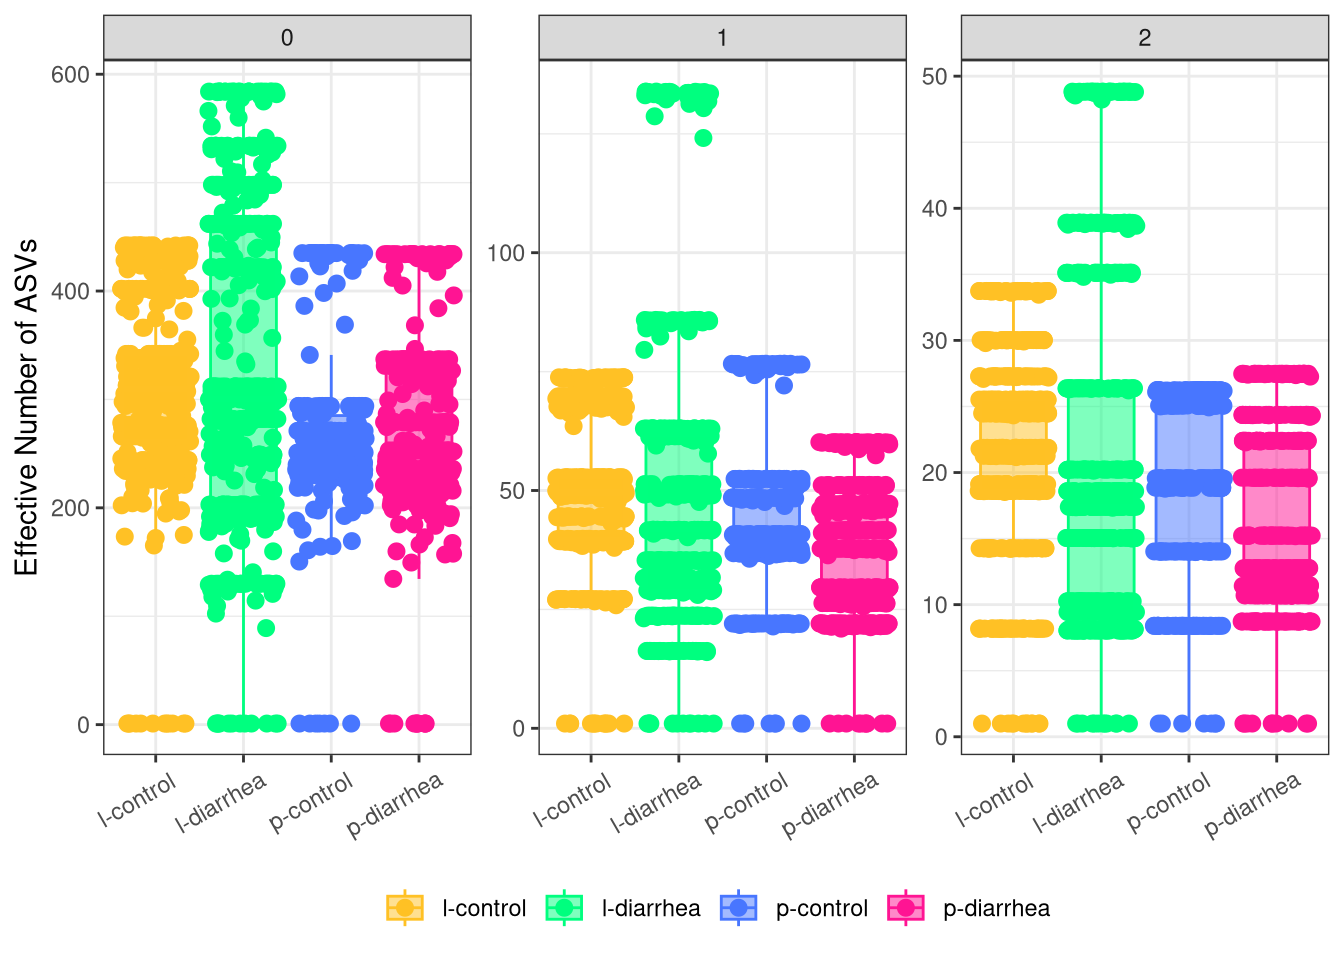 0
1
2
Effective Number of ASVs
600
400
200
0
100
50
0
50
40
30
20
10
0
l-control
l-diarrhea
p-control
p-diarrhea
l-control
l-diarrhea
p-control
p-diarrhea
l-control
l-diarrhea
p-control
p-diarrhea
l-control l-diarrhea p-control p-diarrhea